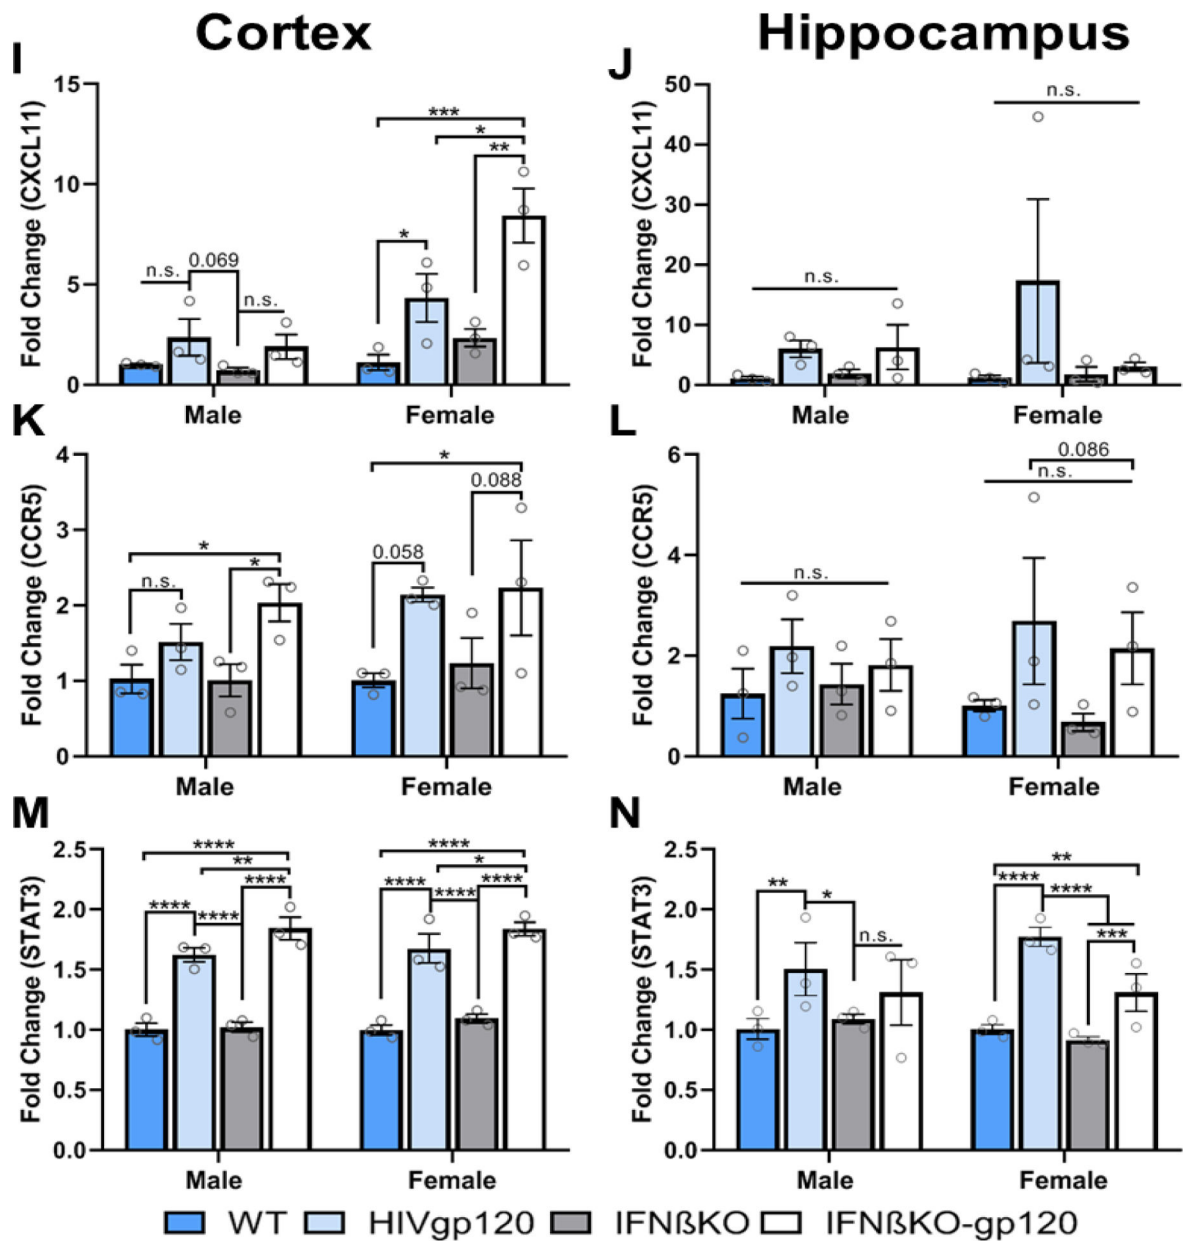 Cortex
Hippocampus
I
Fold Change (CXCL11)
15
10
5
0
n.s.
0.069
n.s.
*
***
*
**
Male
Female
J
Fold Change (CXCL11)
50
40
30
20
10
0
n.s.
n.s.
Male
Female
K
Fold Change (CCR5)
4
3
2
1
0
*
n.s.
*
*
0.058
0.088
Male
Female
L
Fold Change (CCR5)
6
4
2
0
n.s.
0.086
n.s.
Male
Female
M
Fold Change (STAT3)
2.5
2.0
1.5
1.0
0.5
0.0
****
**
****
****
****
****
*
****
****
****
Male
Female
N
Fold Change (STAT3)
2.5
2.0
1.5
1.0
0.5
0.0
**
*
n.s.
**
****
****
***
Male
Female
WT HIVgp120 IFNßKO IFNßKO-gp120